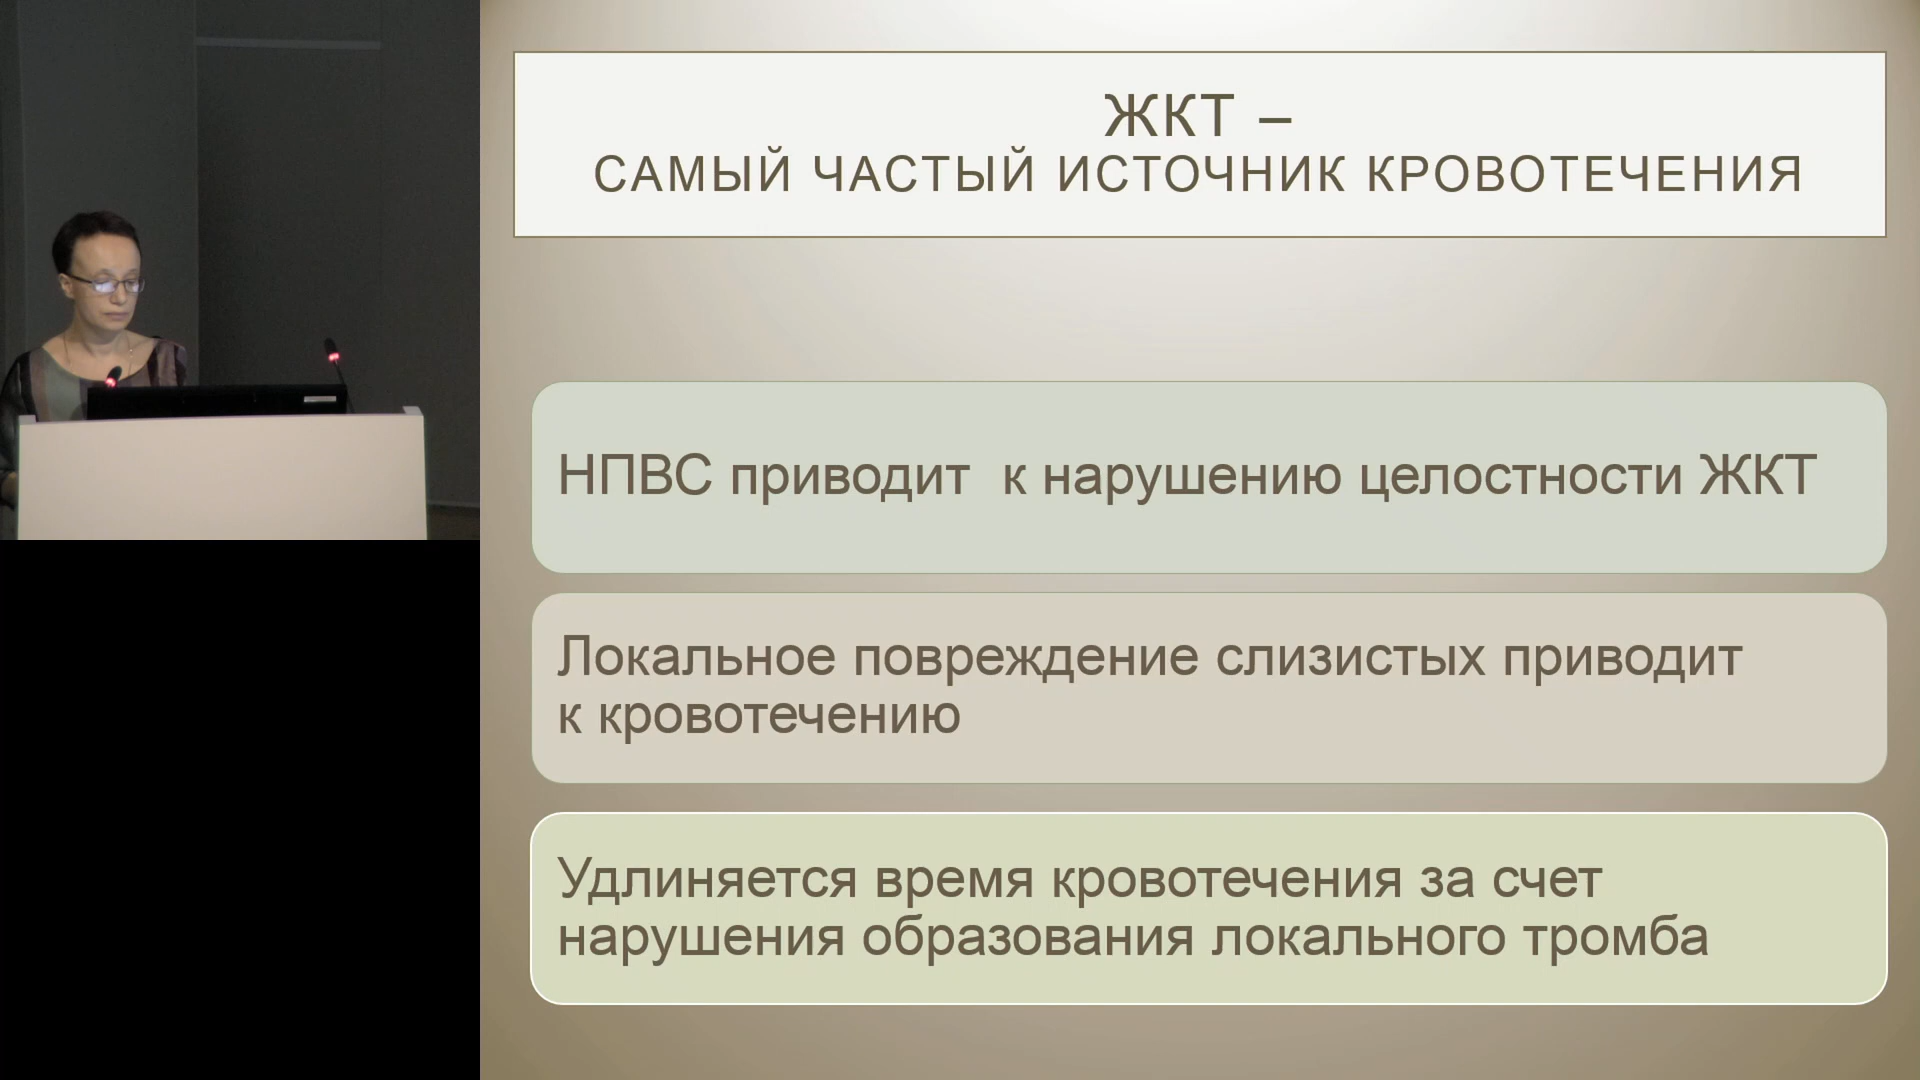 ЖКТ –
САМЫЙ ЧАСТЫЙ ИСТОЧНИК КРОВОТЕЧЕНИЯ
НПВС приводит к нарушению целостности ЖКТ
Локальное повреждение слизистых приводит
к кровотечению
Удлиняется время кровотечения за счет
нарушения образования локального тромба